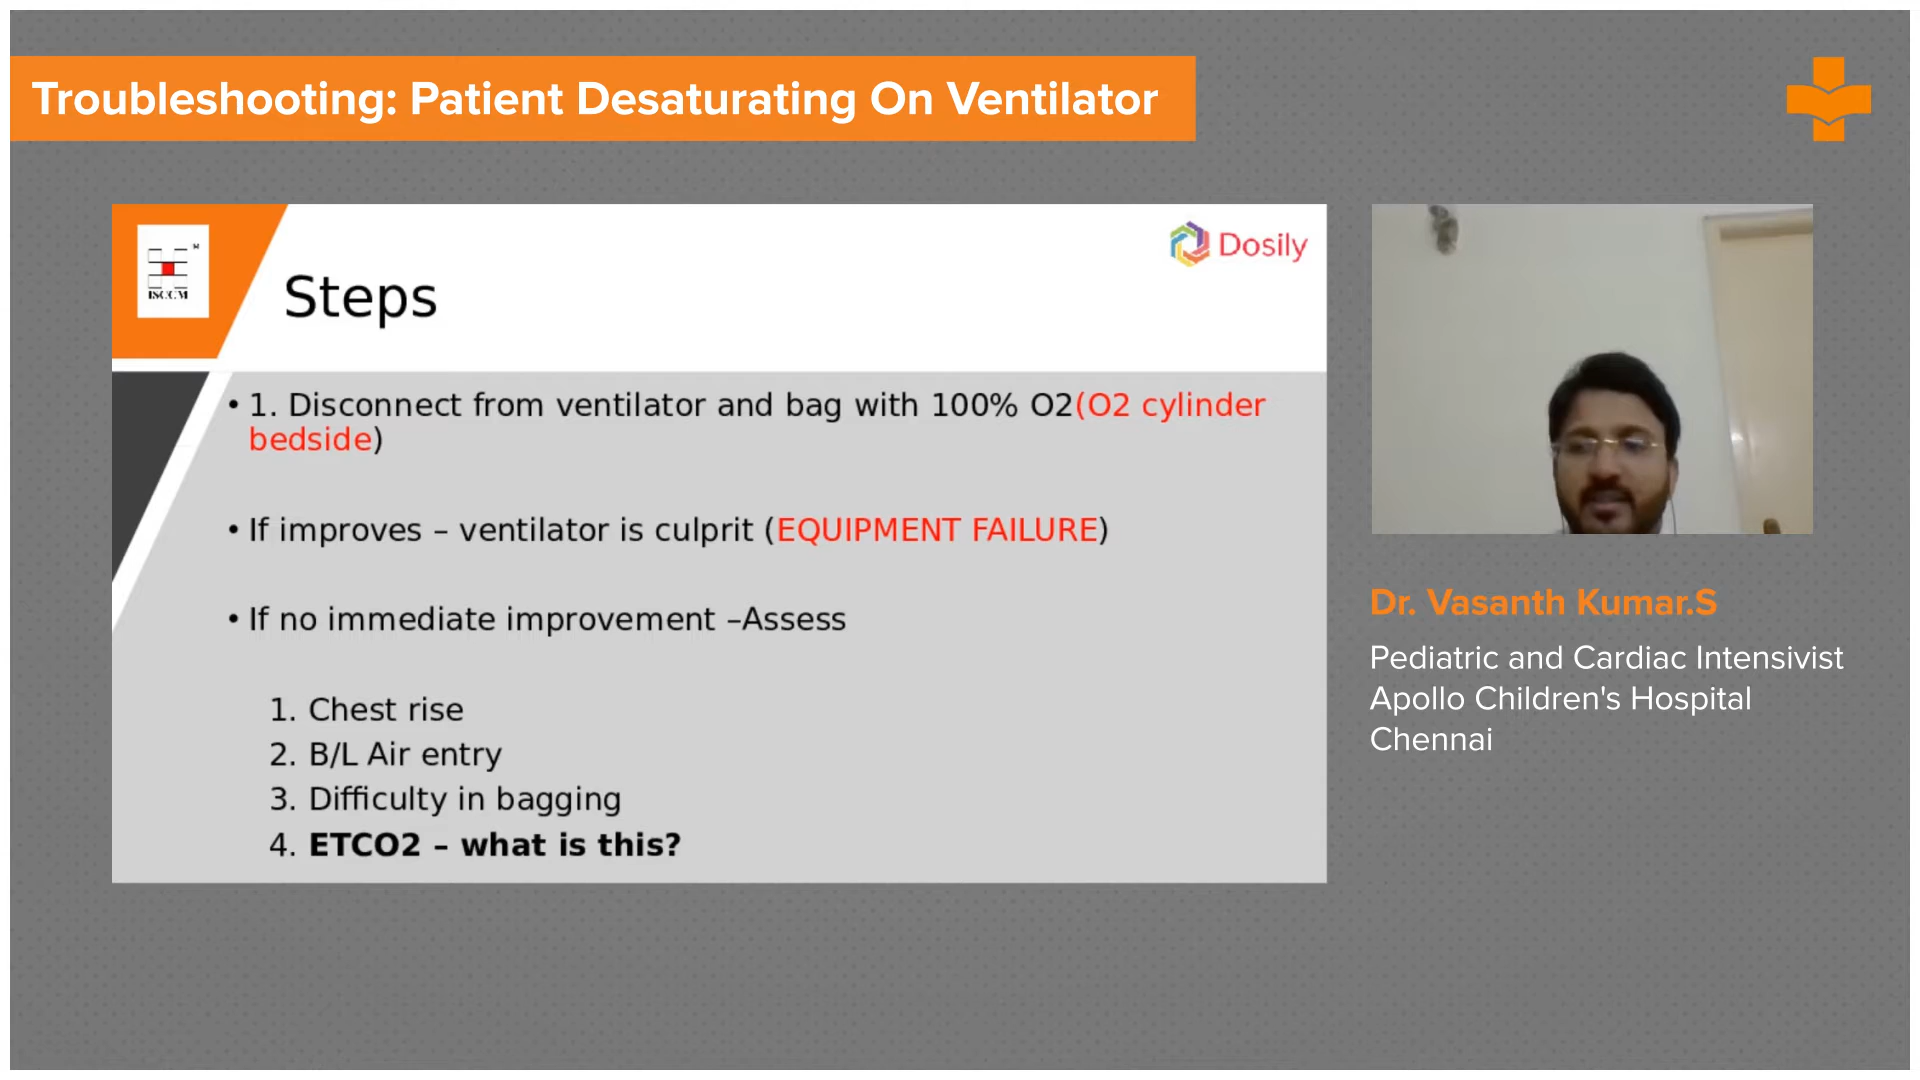 Troubleshooting: Patient Desaturating On Ventilator
M
ISCCM
Dosily
Steps
• 1. Disconnect from ventilator and bag with 100% O2(O2 cylinder
bedside)
• If improves – ventilator is culprit (EQUIPMENT FAILURE)
• If no immediate improvement –Assess
1. Chest rise
2. B/L Air entry
3. Difficulty in bagging
4. ETCO2 – what is this?
Dr. Vasanth Kumar.S
Pediatric and Cardiac Intensivist
Apollo Children's Hospital
Chennai